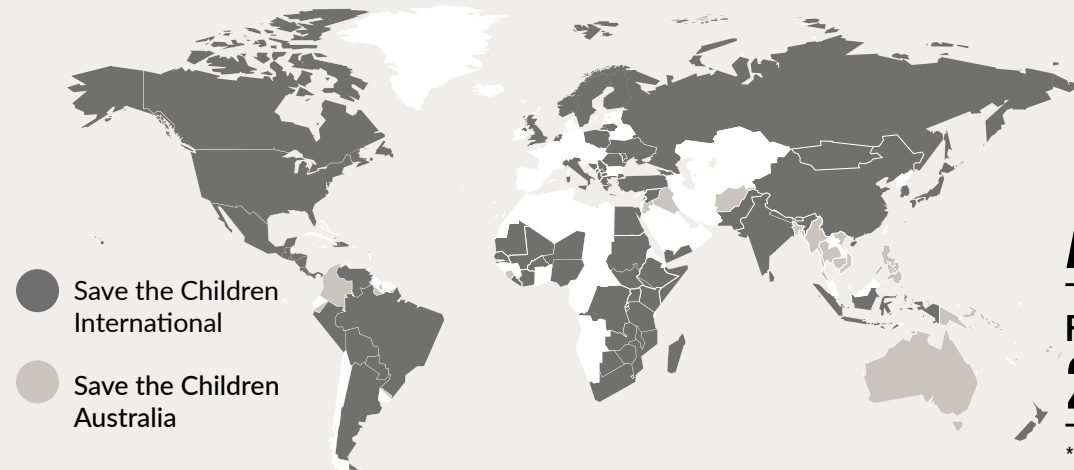 Save the Children
International
Save the Children
Australia
*